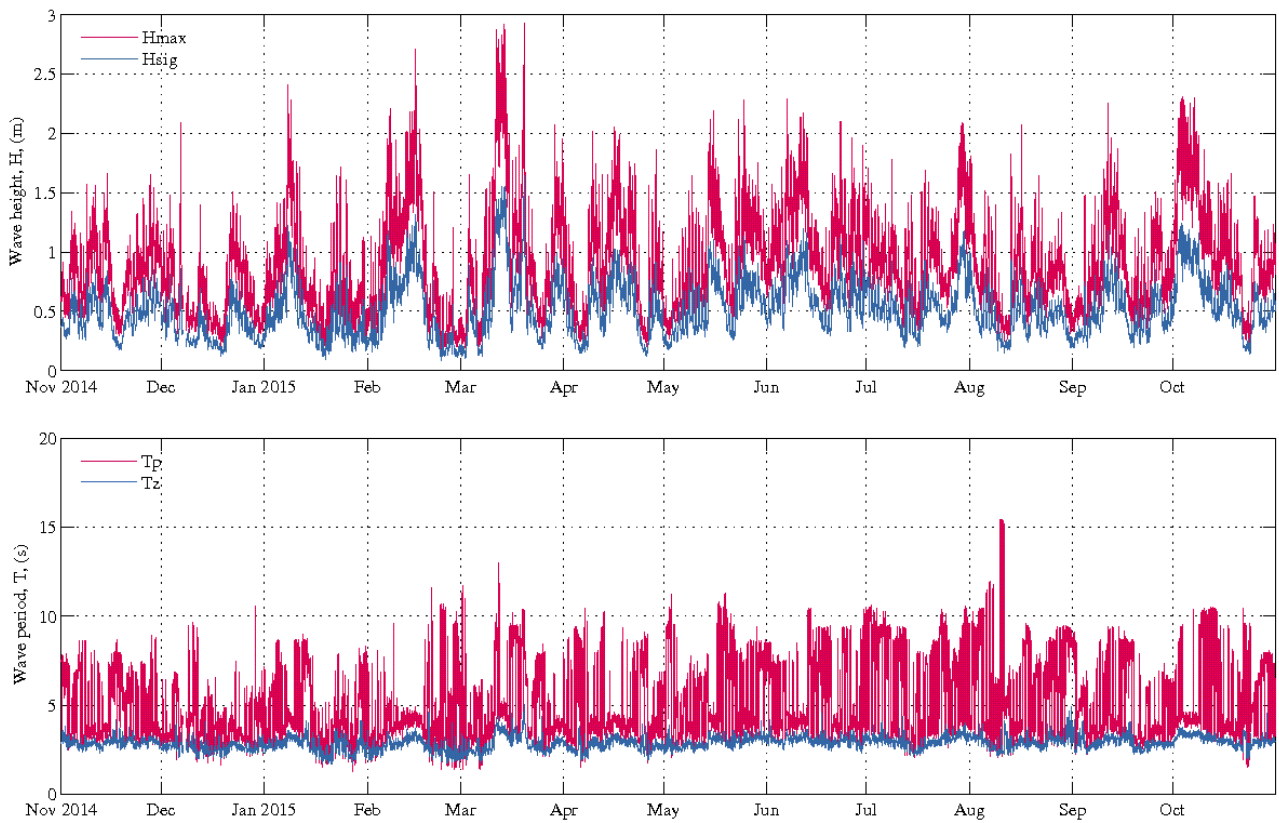 3
Hmax
Hsig
2.5
2
1.5
1
0.5
0
Wave height, H, (m)
Nov 2014 Dec Jan 2015 Feb Mar Apr May Jun Jul Aug Sep Oct
20
Tp
Tz
15
10
5
0
Wave period, T, (s)
Nov 2014 Dec Jan 2015 Feb Mar Apr May Jun Jul Aug Sep Oct